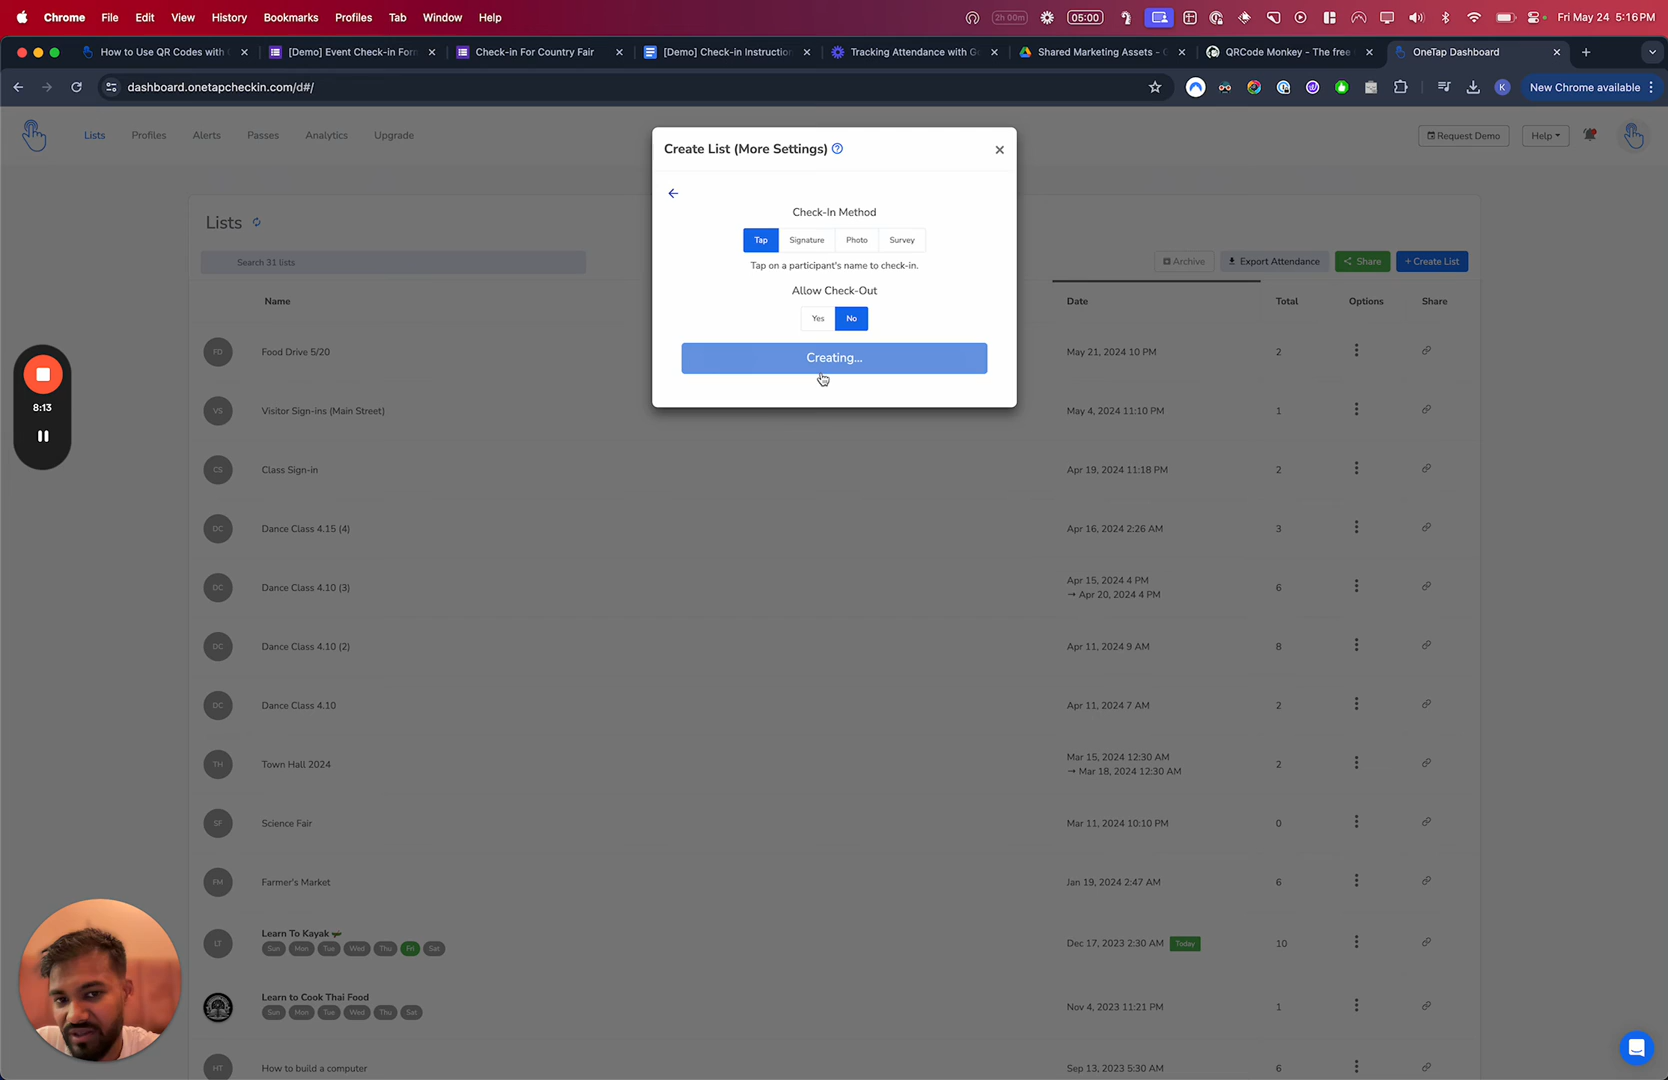 Chrome File Edit View History Bookmarks Profiles Tab Window Help 2h 00m 05:00 Fri May 24 5:16 PM
How to Use QR Codes with
[Demo] Event Check-in For
Check-in For Country Fair
[Demo] Check-in Instruction
Tracking Attendance with G
Shared Marketing Assets -
QRCode Monkey - The free
OneTap Dashboard
dashboard.onetapcheckin.com/d#/
K
New Chrome available
Lists Profiles Alerts Passes Analytics Upgrade
Request Demo Help
Create List (More Settings)
Check-In Method
Tap Signature Photo Survey
Tap on a participant's name to check-in.
Allow Check-Out
Yes No
Creating...
Lists
Search 31 lists
Archive Export Attendance Share + Create List
Name Date Total Options Share
FD Food Drive 5/20 May 21, 2024 10 PM 2
VS Visitor Sign-ins (Main Street) May 4, 2024 11:10 PM 1
CS Class Sign-in Apr 19, 2024 11:18 PM 2
DC Dance Class 4.15 (4) Apr 16, 2024 2:26 AM 3
DC Dance Class 4.10 (3) Apr 15, 2024 4 PM 6
→ Apr 20, 2024 4 PM
DC Dance Class 4.10 (2) Apr 11, 2024 9 AM 8
DC Dance Class 4.10 Apr 11, 2024 7 AM 2
TH Town Hall 2024 Mar 15, 2024 12:30 AM 2
→ Mar 18, 2024 12:30 AM
SF Science Fair Mar 11, 2024 10:10 PM 0
FM Farmer's Market Jan 19, 2024 2:47 AM 6
LT Learn To Kayak Dec 17, 2023 2:30 AM Today 10
Sun Mon Tue Wed Thu Fri Sat
Learn to Cook Thai Food Nov 4, 2023 11:21 PM 1
Sun Mon Tue Wed Thu Sat
HT How to build a computer Sep 13, 2023 5:30 AM 6
8:13